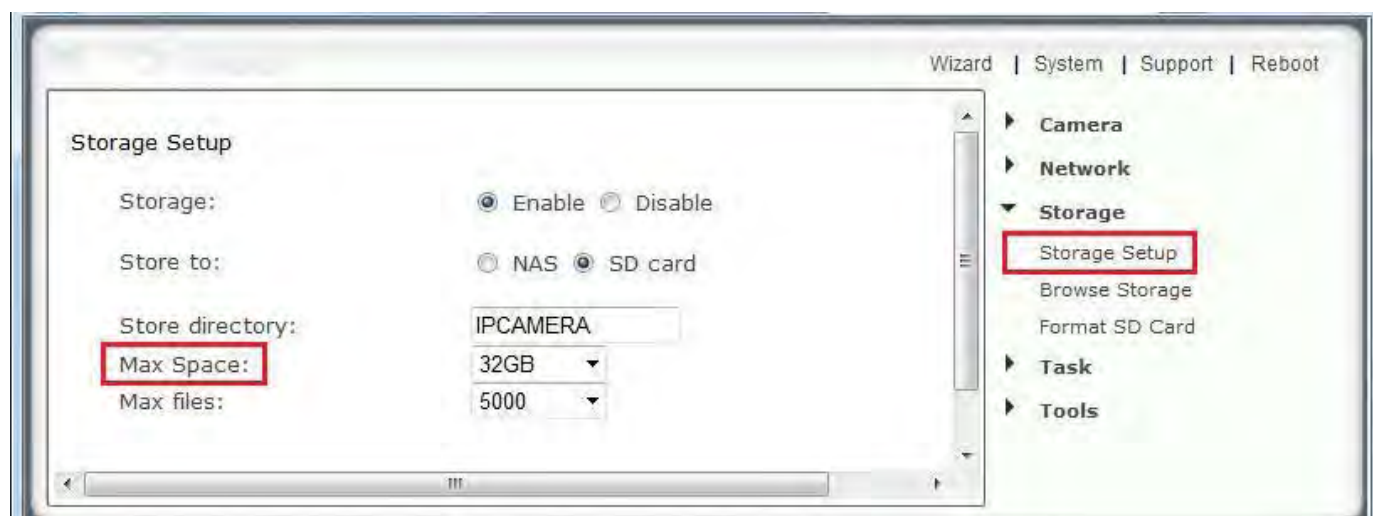 Wizard | System | Support | Reboot
Storage Setup
Storage: Enable Disable
Store to: NAS SD card
Store directory: IPCAMERA
Max Space: 32GB
Max files: 5000
Camera
Network
Storage
Storage Setup
Browse Storage
Format SD Card
Task
Tools